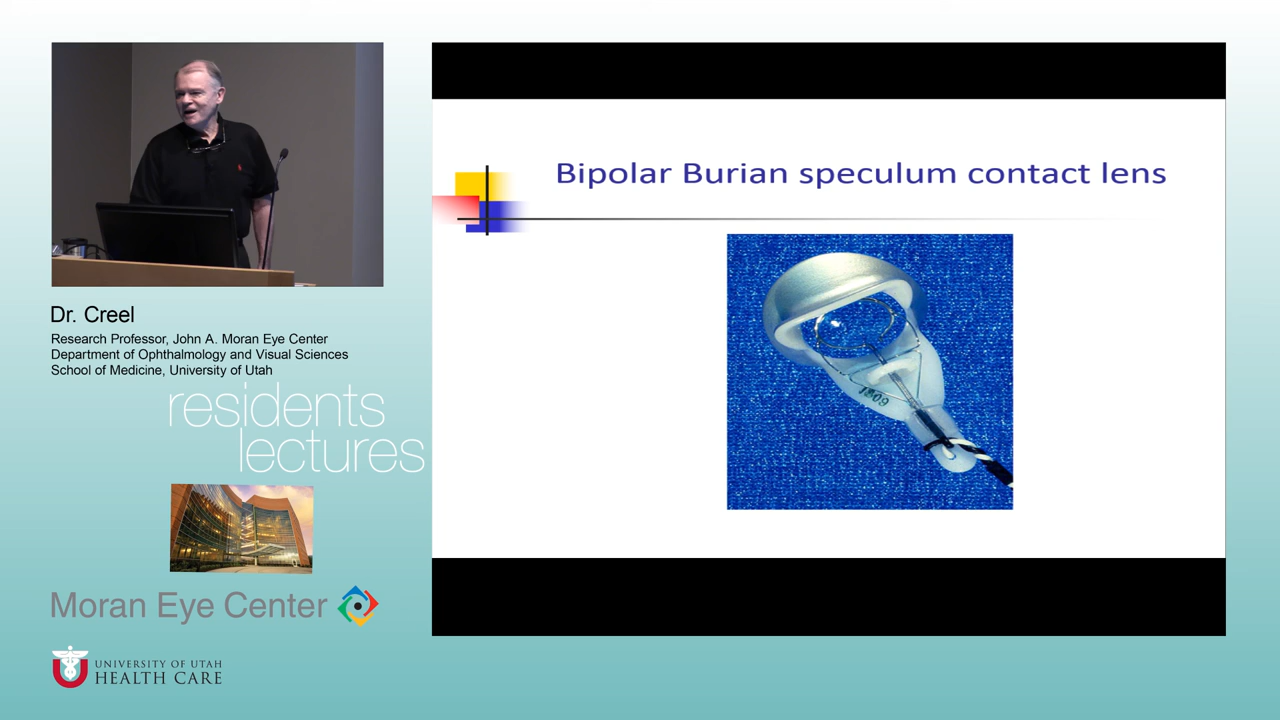 Bipolar Burian speculum contact lens
1809
Dr. Creel
Research Professor, John A. Moran Eye Center
Department of Ophthalmology and Visual Sciences
School of Medicine, University of Utah
residents
lectures
Moran Eye Center
UNIVERSITY OF UTAH
HEALTH CARE